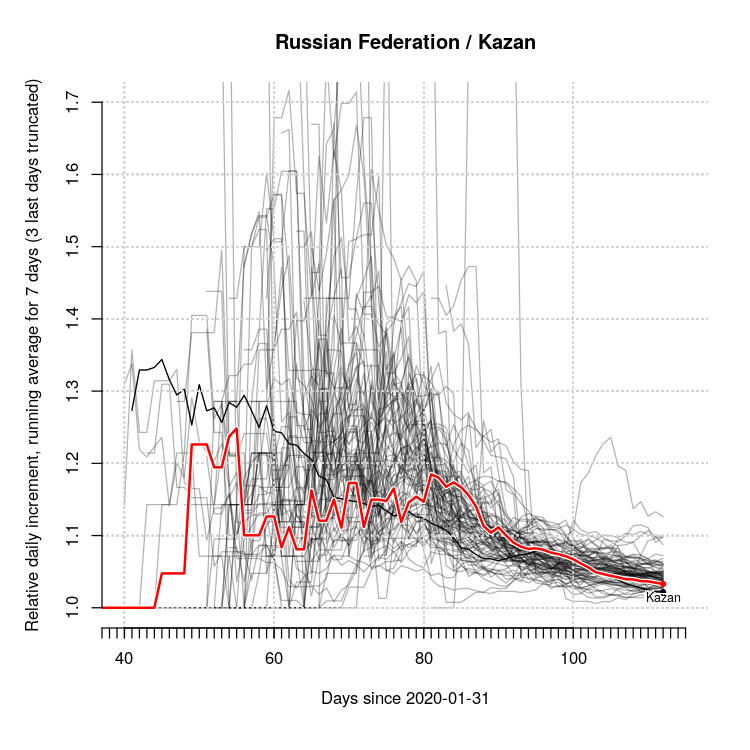 Russian Federation / Kazan
Relative daily increment, running average for 7 days (3 last days truncated)
1.7
1.6
1.5
1.4
1.3
1.2
1.1
1.0
Kazan
40 60 80 100
Days since 2020-01-31